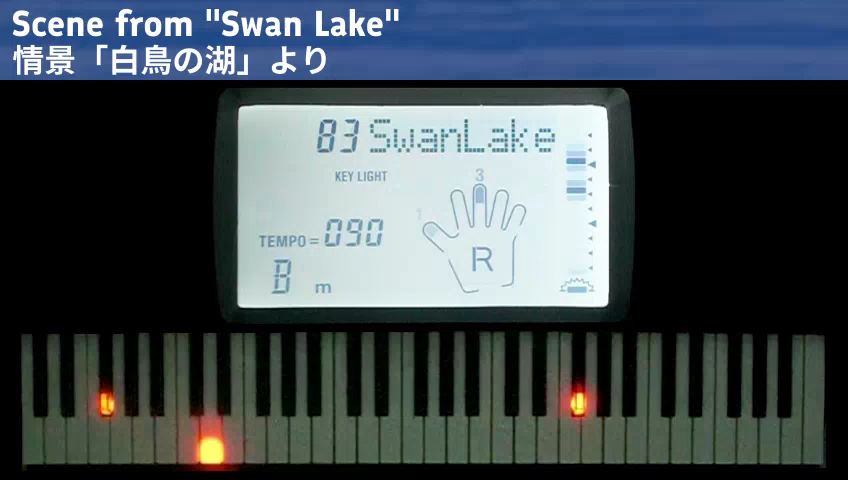 Scene from "Swan Lake"
情景「白鳥の湖」より
83 SwanLake
KEY LIGHT
3
1
TEMPO = 090
R
B m